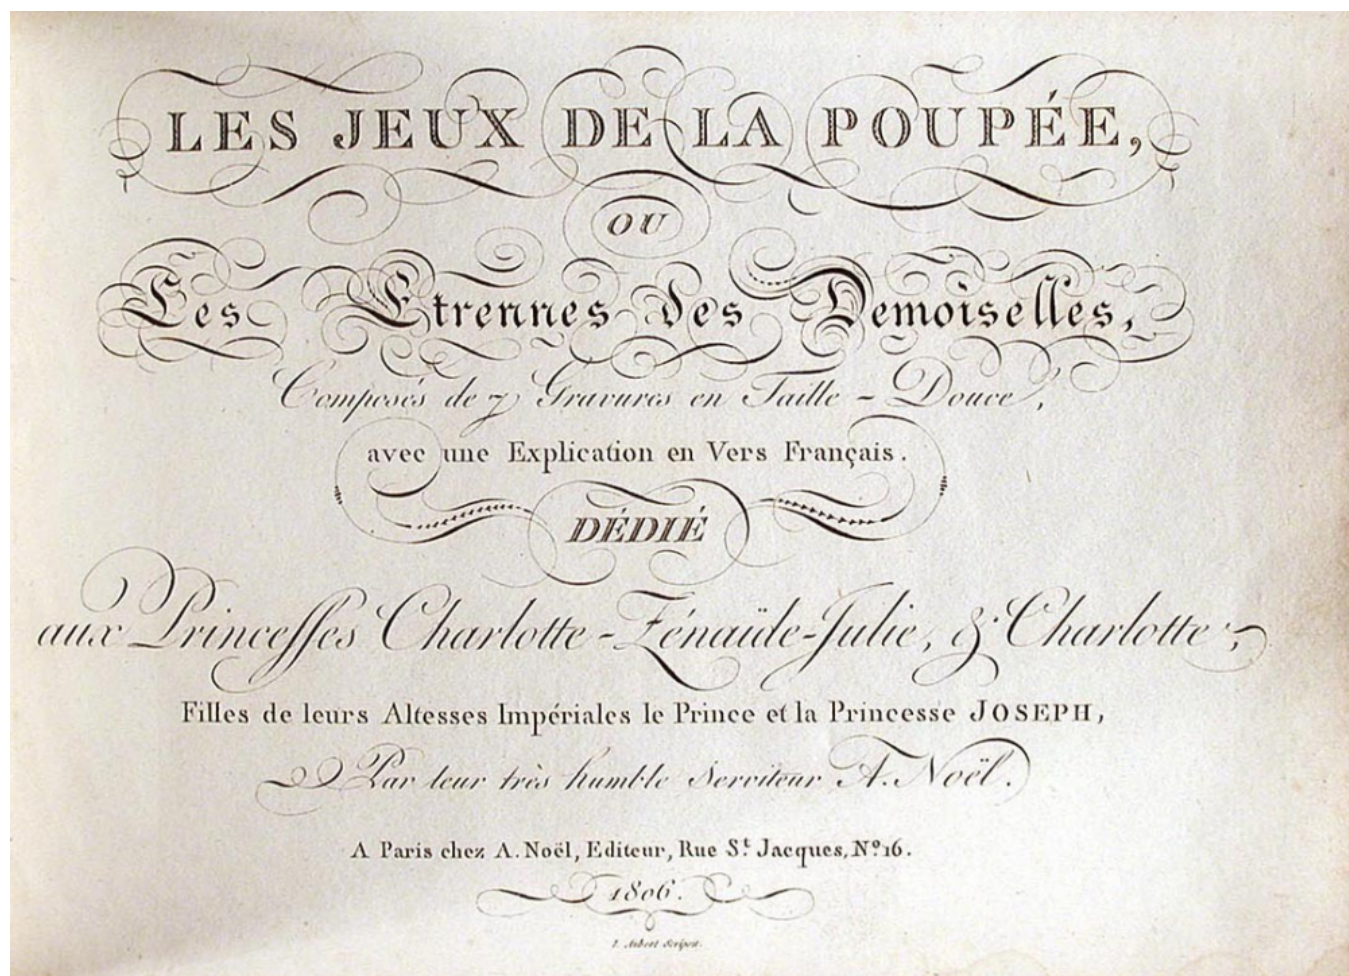 LES JEUX DE LA POUPÉE,
OU
Les Etrennes des Demoiselles,
Composés de 7 Gravures en Taille-Douce,
avec une Explication en Vers Français.
DÉDIÉ
aux Princesses Charlotte-Zénaïde-Julie, & Charlotte,
Filles de leurs Altesses Impériales le Prince et la Princesse JOSEPH,
Par leur très humble Serviteur A. Noël.
A Paris chez A. Noël, Editeur, Rue St. Jacques, No. 16.
1806.
Scripsit.